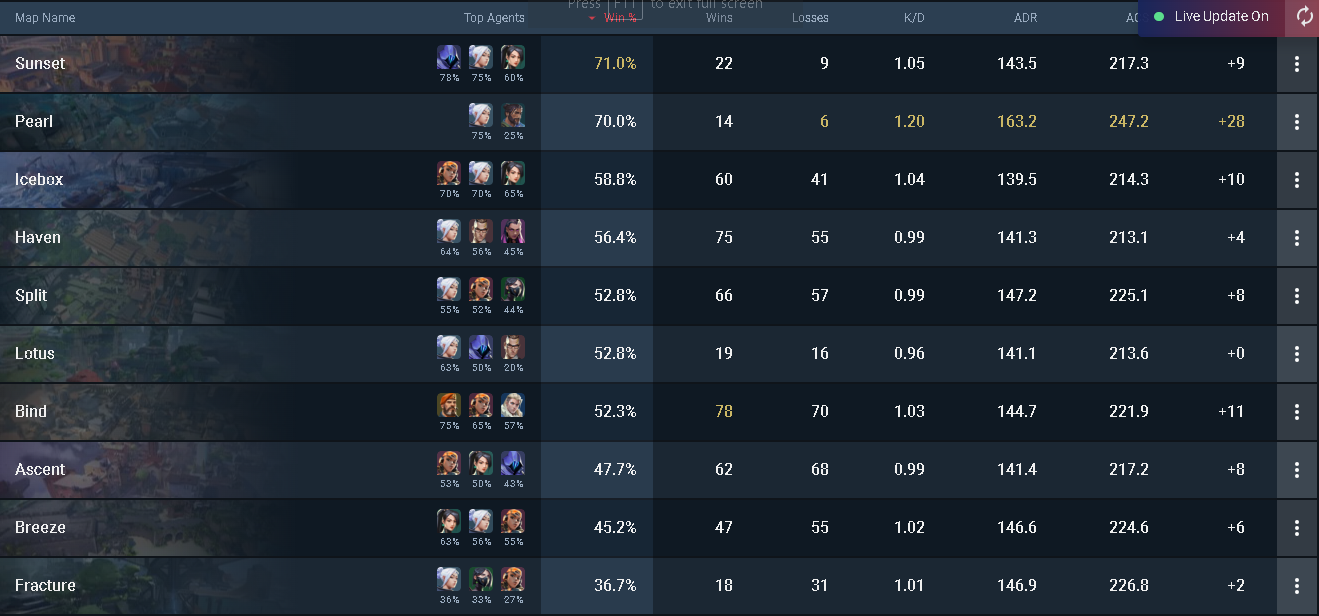 Press F11 to exit full screen
Live Update On
Map Name Top Agents Win % Wins Losses K/D ADR
Sunset 78% 75% 60% 71.0% 22 9 1.05 143.5 217.3 +9
Pearl 75% 25% 70.0% 14 6 1.20 163.2 247.2 +28
Icebox 70% 70% 65% 58.8% 60 41 1.04 139.5 214.3 +10
Haven 64% 56% 45% 56.4% 75 55 0.99 141.3 213.1 +4
Split 55% 52% 44% 52.8% 66 57 0.99 147.2 225.1 +8
Lotus 63% 50% 20% 52.8% 19 16 0.96 141.1 213.6 +0
Bind 75% 65% 57% 52.3% 78 70 1.03 144.7 221.9 +11
Ascent 53% 50% 43% 47.7% 62 68 0.99 141.4 217.2 +8
Breeze 63% 56% 55% 45.2% 47 55 1.02 146.6 224.6 +6
Fracture 36% 33% 27% 36.7% 18 31 1.01 146.9 226.8 +2